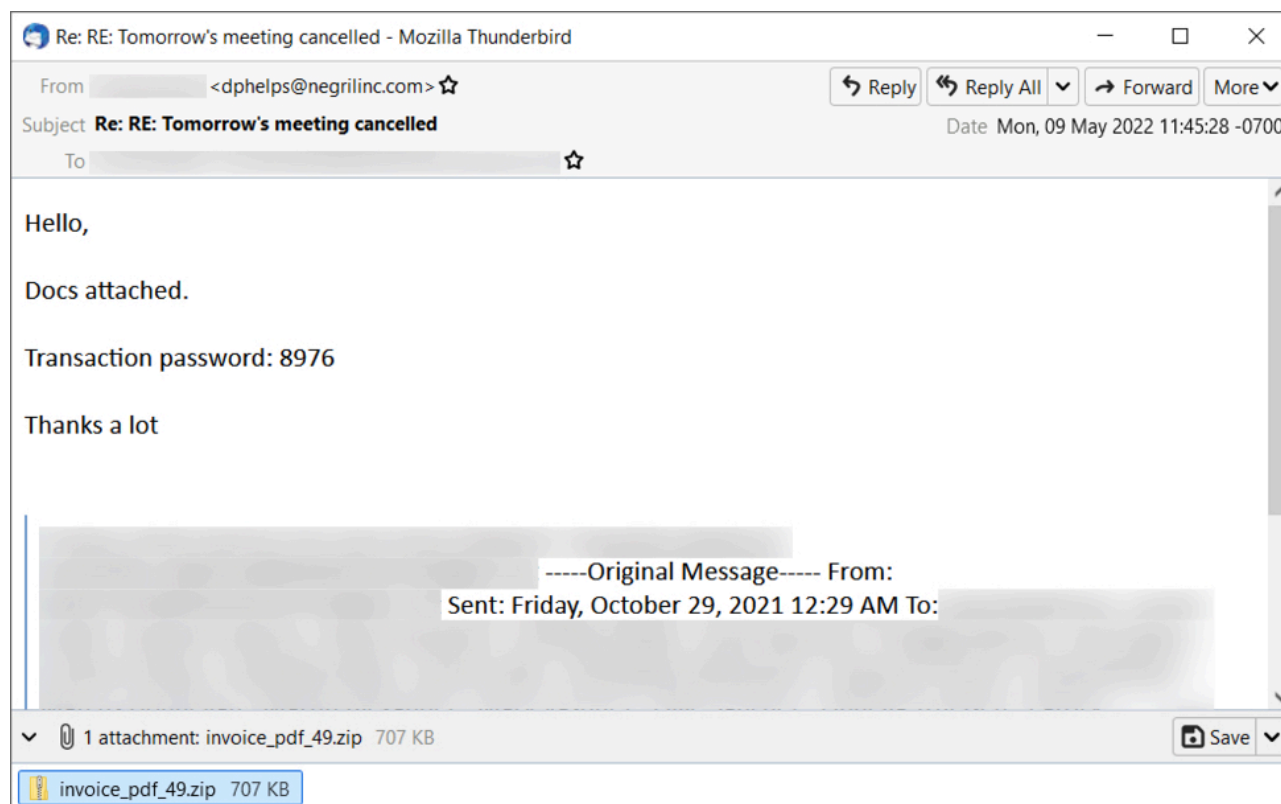 Re: RE: Tomorrow's meeting cancelled - Mozilla Thunderbird
From <dphelps@negrilinc.com> Reply Reply All Forward More
Subject Re: RE: Tomorrow's meeting cancelled Date Mon, 09 May 2022 11:45:28 -0700
To
Hello,
Docs attached.
Transaction password: 8976
Thanks a lot
-----Original Message----- From:
Sent: Friday, October 29, 2021 12:29 AM To:
1 attachment: invoice_pdf_49.zip 707 KB Save
invoice_pdf_49.zip 707 KB